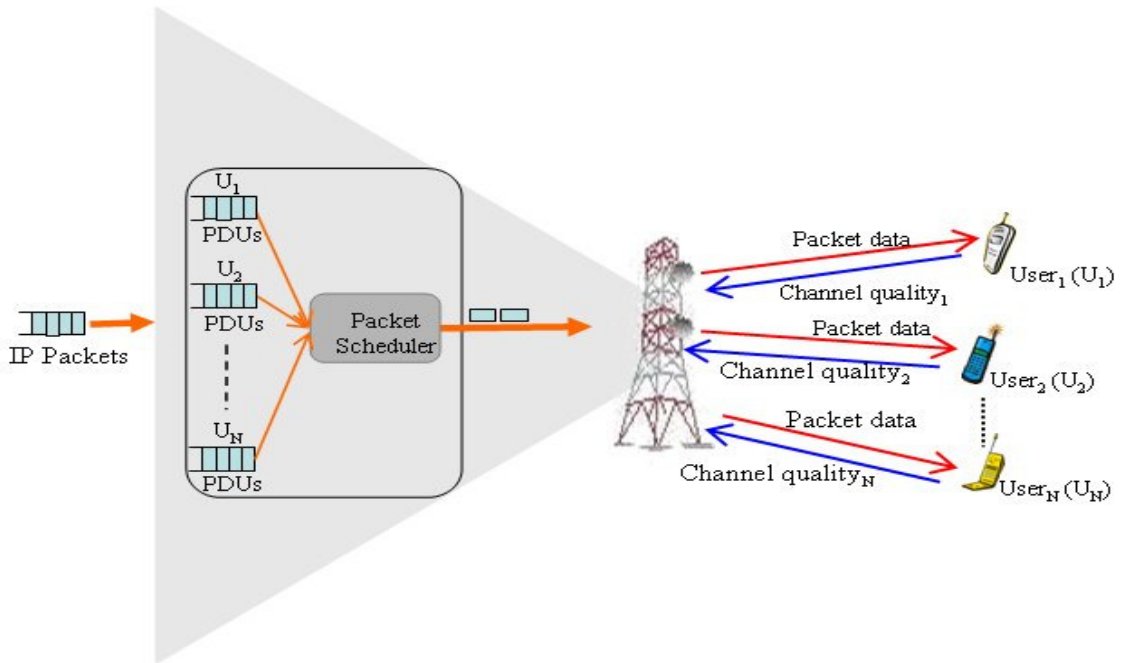 IP Packets
U1
PDUs
U2
PDUs
UN
PDUs
Packet
Scheduler
Packet data
Channel quality1
User1 (U1)
Packet data
Channel quality2
User2 (U2)
Packet data
Channel qualityN
UserN (UN)